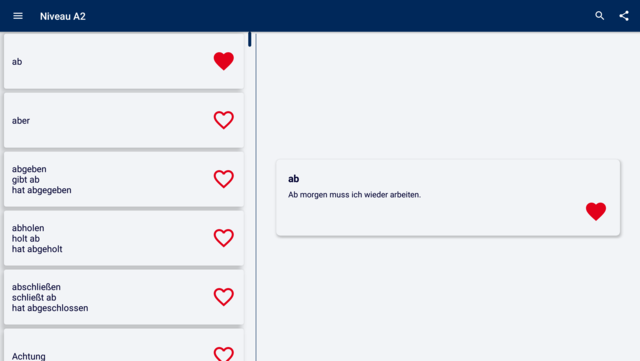 Niveau A2
ab
aber
abgeben
gibt ab
hat abgegeben
abholen
holt ab
hat abgeholt
abschließen
schließt ab
hat abgeschlossen
Achtung
ab
Ab morgen muss ich wieder arbeiten.